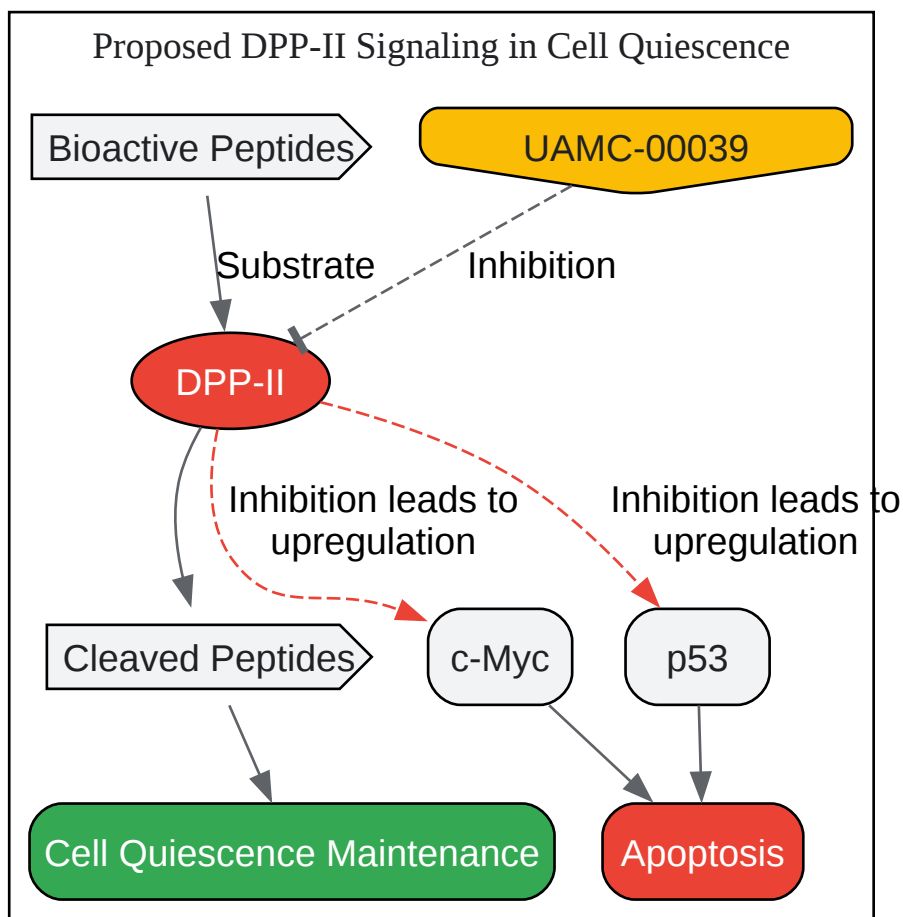 Proposed DPP-II Signaling in Cell Quiescence
Bioactive Peptides
UAMC-00039
Substrate
Inhibition
DPP-II
Inhibition leads to
upregulation
Inhibition leads to
upregulation
Cleaved Peptides
c-Myc
p53
Cell Quiescence Maintenance
Apoptosis